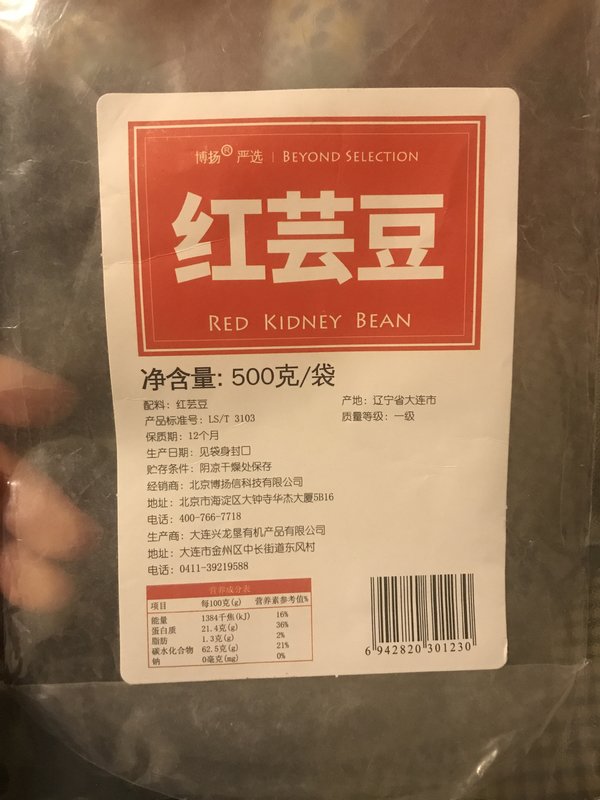 博扬® 严选 | BEYOND SELECTION
红芸豆
RED KIDNEY BEAN
净含量: 500克/袋
配料: 红芸豆
产地: 辽宁省大连市
产品标准号: LS/T 3103
质量等级: 一级
保质期: 12个月
生产日期: 见袋身封口
贮存条件: 阴凉干燥处保存
经销商: 北京博扬信科技有限公司
地址: 北京市海淀区大钟寺华杰大厦5B16
电话: 400-766-7718
生产商: 大连兴龙垦有机产品有限公司
地址: 大连市金州区中长街道东风村
电话: 0411-39219588
营养成分表
项目 每100克(g) 营养素参考值%
能量 1384千焦(kJ) 16%
蛋白质 21.4克(g) 36%
脂肪 1.3克(g) 2%
碳水化合物 62.5克(g) 21%
钠 0毫克(mg) 0%
6 942820 301230